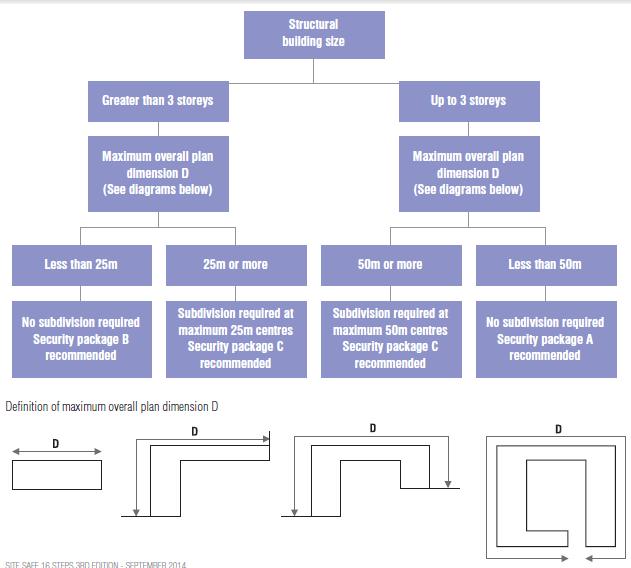 Structural
building size
Greater than 3 storeys
Up to 3 storeys
Maximum overall plan
dimension D
(See diagrams below)
Maximum overall plan
dimension D
(See diagrams below)
Less than 25m
25m or more
50m or more
Less than 50m
No subdivision required
Security package B
recommended
Subdivision required at
maximum 25m centres
Security package C
recommended
Subdivision required at
maximum 50m centres
Security package C
recommended
No subdivision required
Security package A
recommended
Definition of maximum overall plan dimension D
D
D
D
D
SITE SAFE 16 STEPS 3RD EDITION - SEPTEMBER 2014